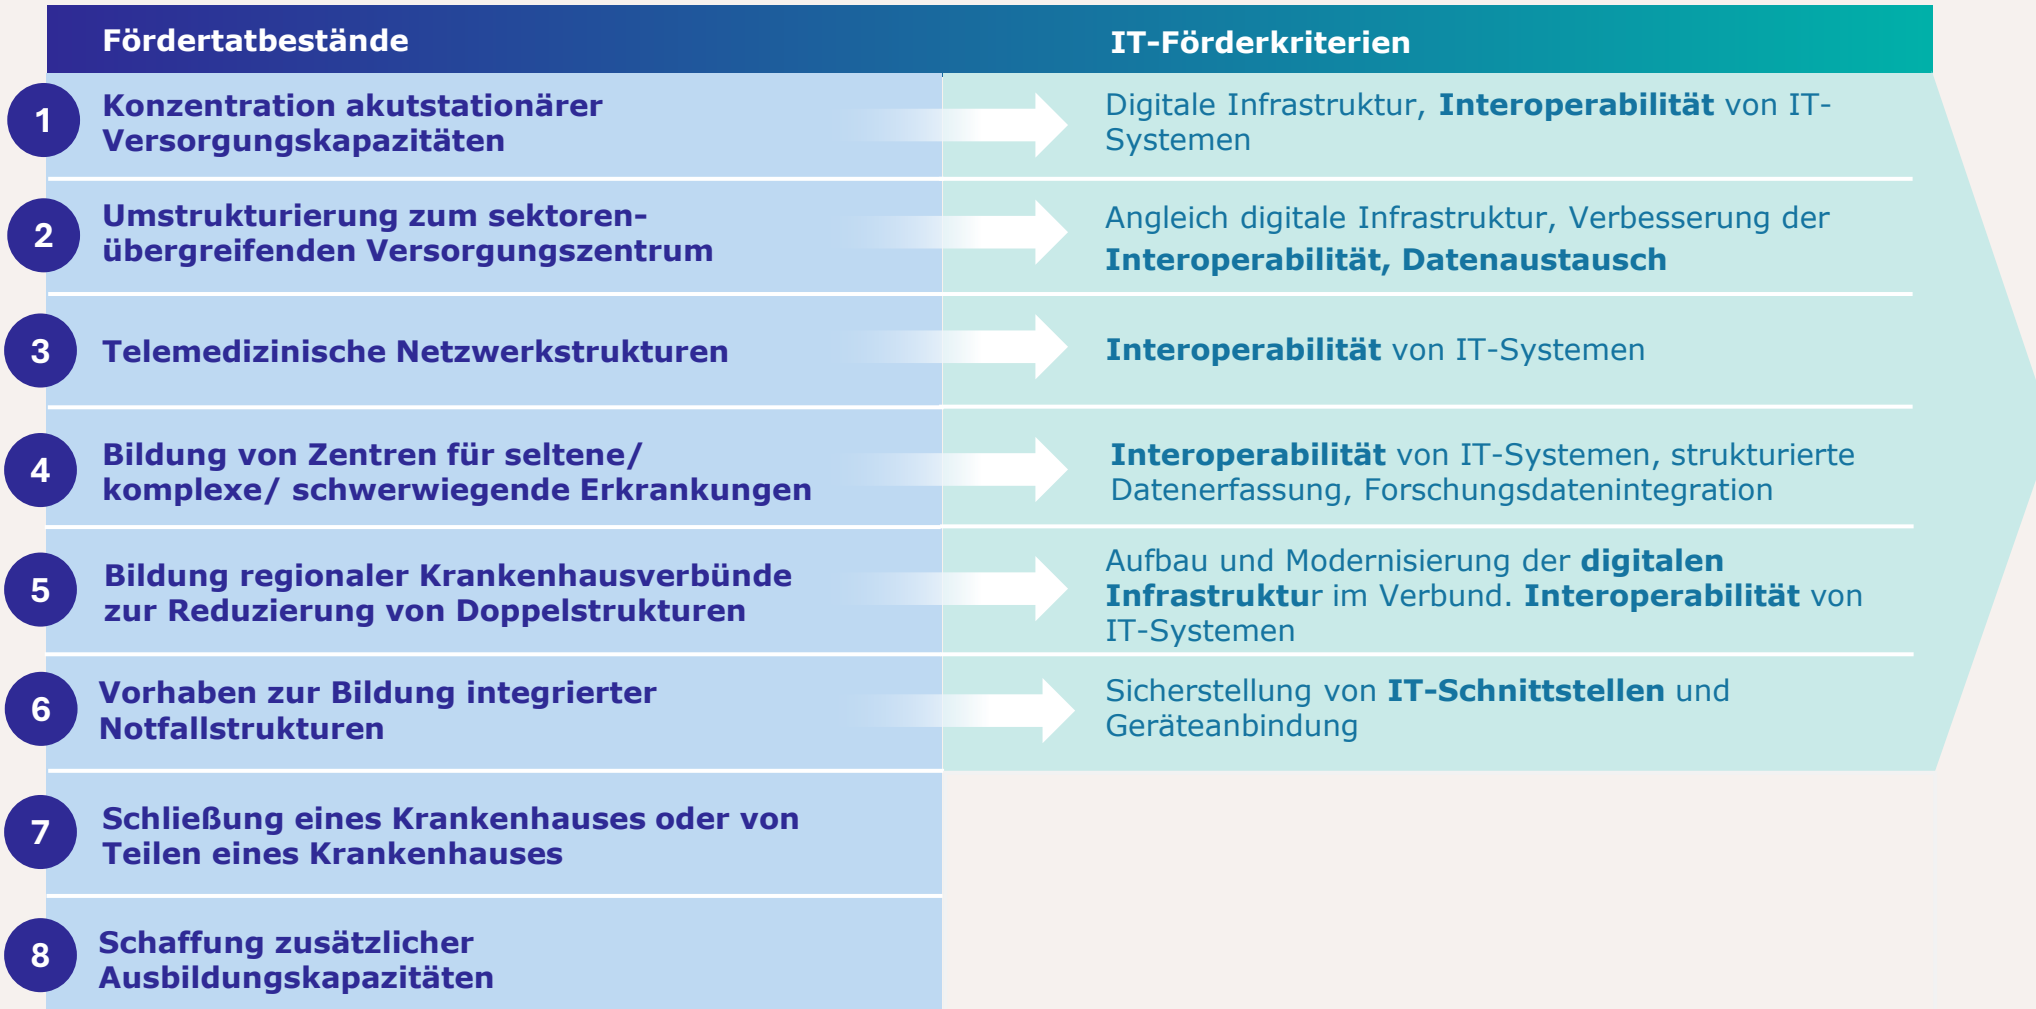 Fördertatbestände
IT-Förderkriterien
1
Konzentration akutstationärer
Versorgungskapazitäten
Digitale Infrastruktur, Interoperabilität von IT-
Systemen
2
Umstrukturierung zum sektoren-
übergreifenden Versorgungszentrum
Angleich digitale Infrastruktur, Verbesserung der
Interoperabilität, Datenaustausch
3
Telemedizinische Netzwerkstrukturen
Interoperabilität von IT-Systemen
4
Bildung von Zentren für seltene/
komplexe/ schwerwiegende Erkrankungen
Interoperabilität von IT-Systemen, strukturierte
Datenerfassung, Forschungsdatenintegration
5
Bildung regionaler Krankenhausverbünde
zur Reduzierung von Doppelstrukturen
Aufbau und Modernisierung der digitalen
Infrastruktur im Verbund. Interoperabilität von
IT-Systemen
6
Vorhaben zur Bildung integrierter
Notfallstrukturen
Sicherstellung von IT-Schnittstellen und
Geräteanbindung
7
Schließung eines Krankenhauses oder von
Teilen eines Krankenhauses
8
Schaffung zusätzlicher
Ausbildungskapazitäten